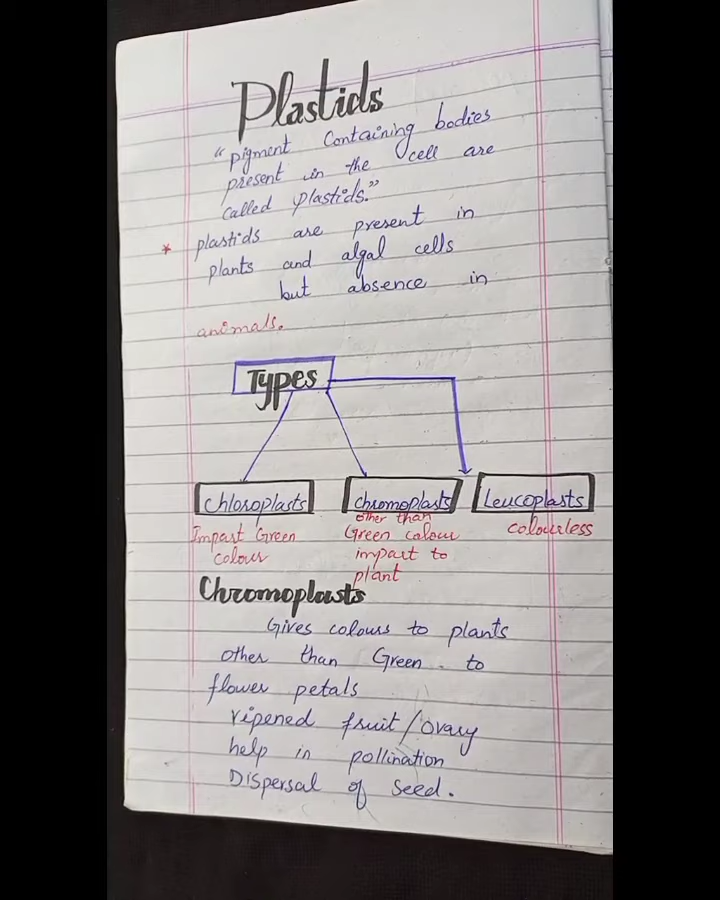 Plastids
"pigment Containing bodies
present in the cell are
called plastids."
* plastids are present in
plants and algal cells
but absence in
animals.
Types
Chloroplasts
chromoplasts
Leucoplasts
Impart Green
colour
other than
Green colour
impart to
plant
colourless
Chromoplasts
Gives colours to plants
other than Green. to
flower petals
ripened fruit/ovary
help in pollination
Dispersal of seed.